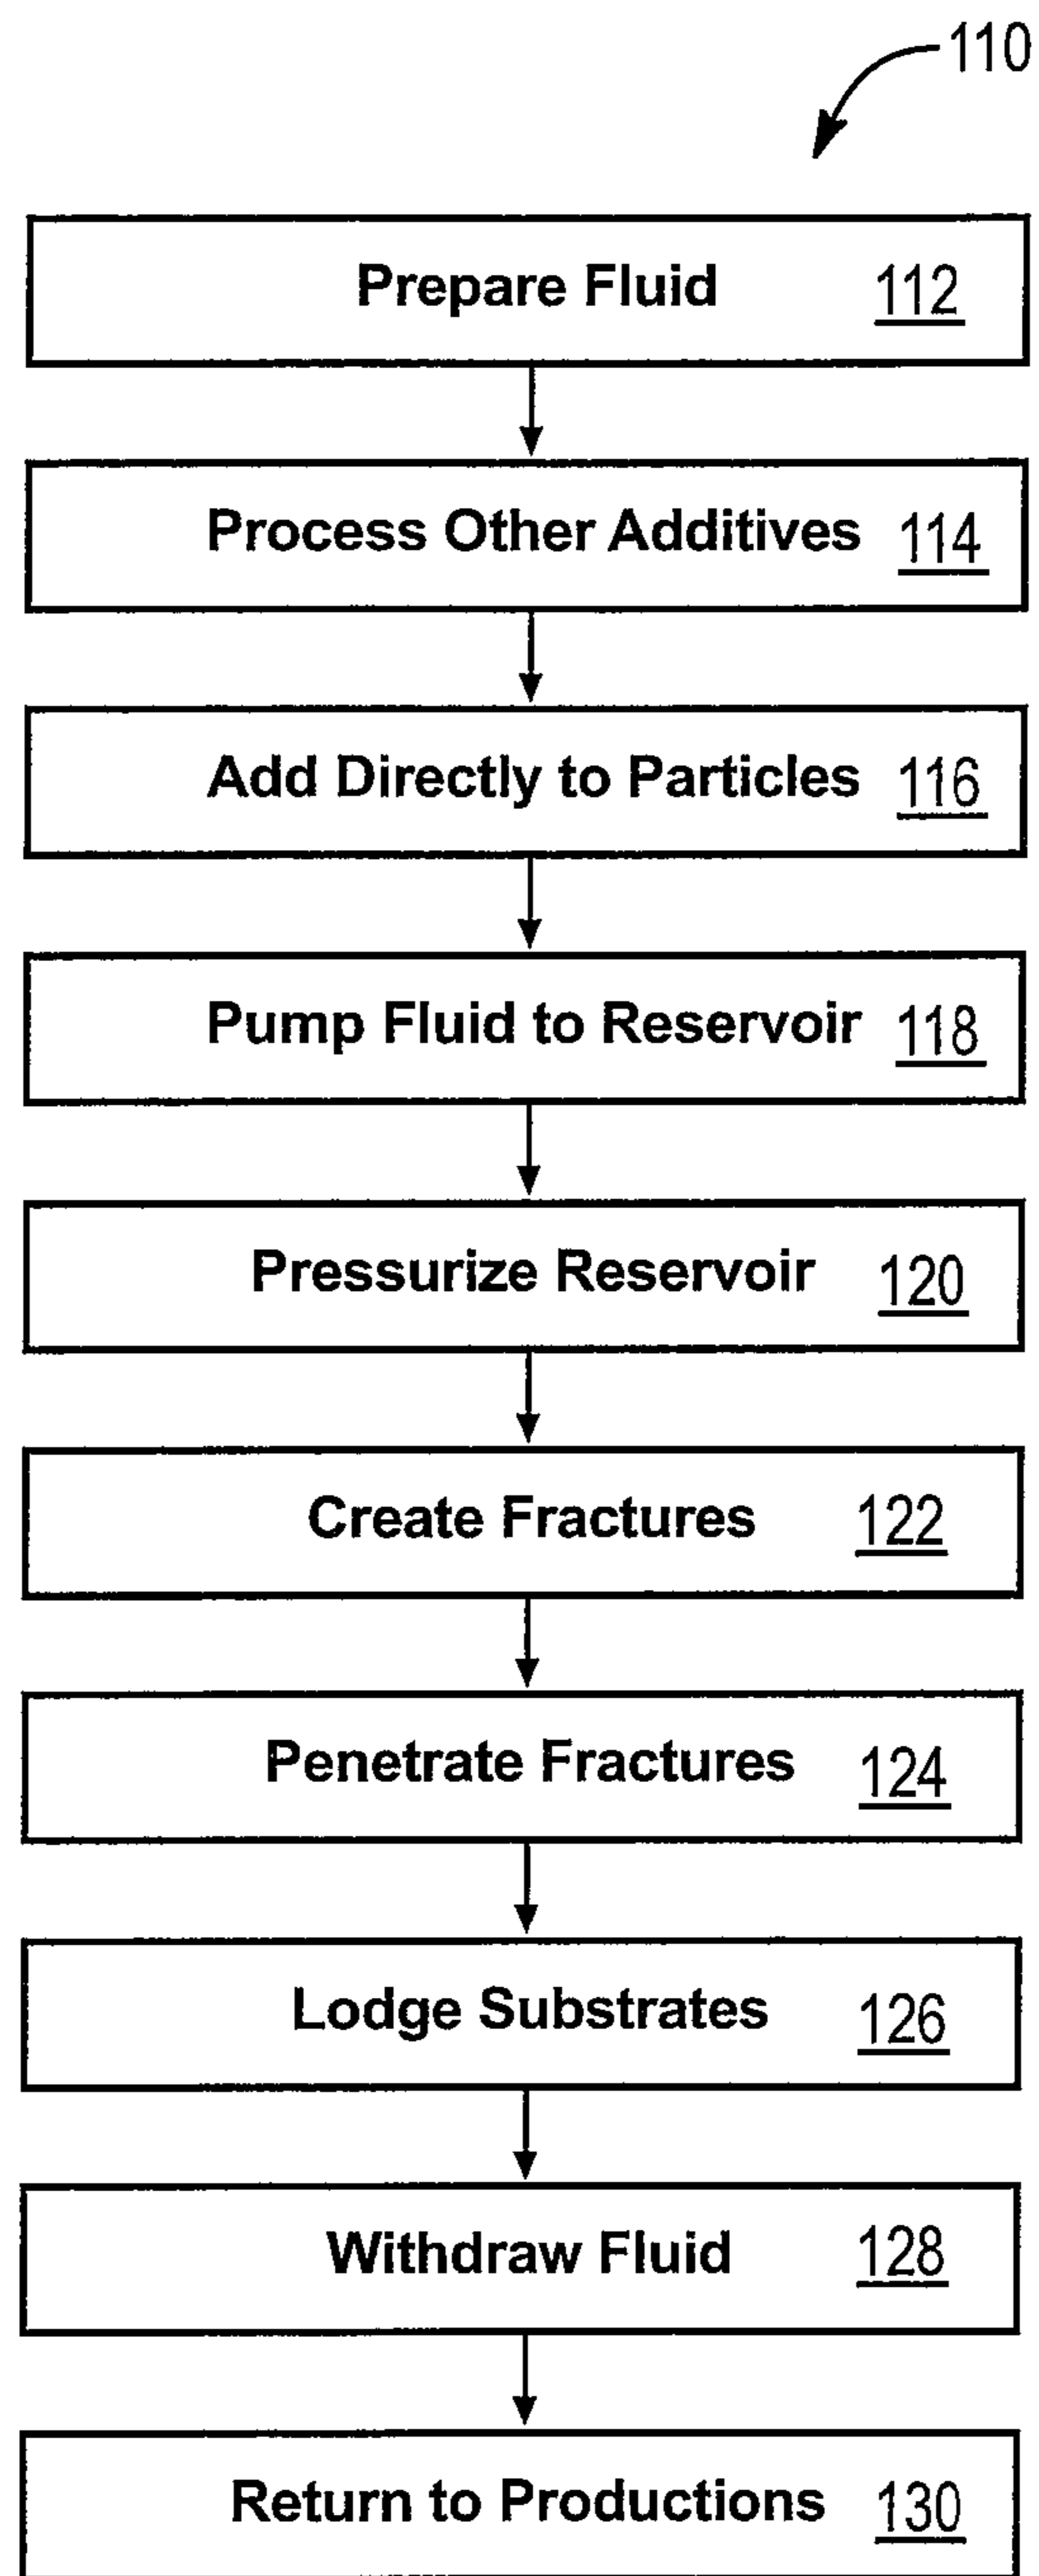 110
Prepare Fluid 112
Process Other Additives 114
Add Directly to Particles 116
Pump Fluid to Reservoir 118
Pressurize Reservoir 120
Create Fractures 122
Penetrate Fractures 124
Lodge Substrates 126
Withdraw Fluid 128
Return to Productions 130